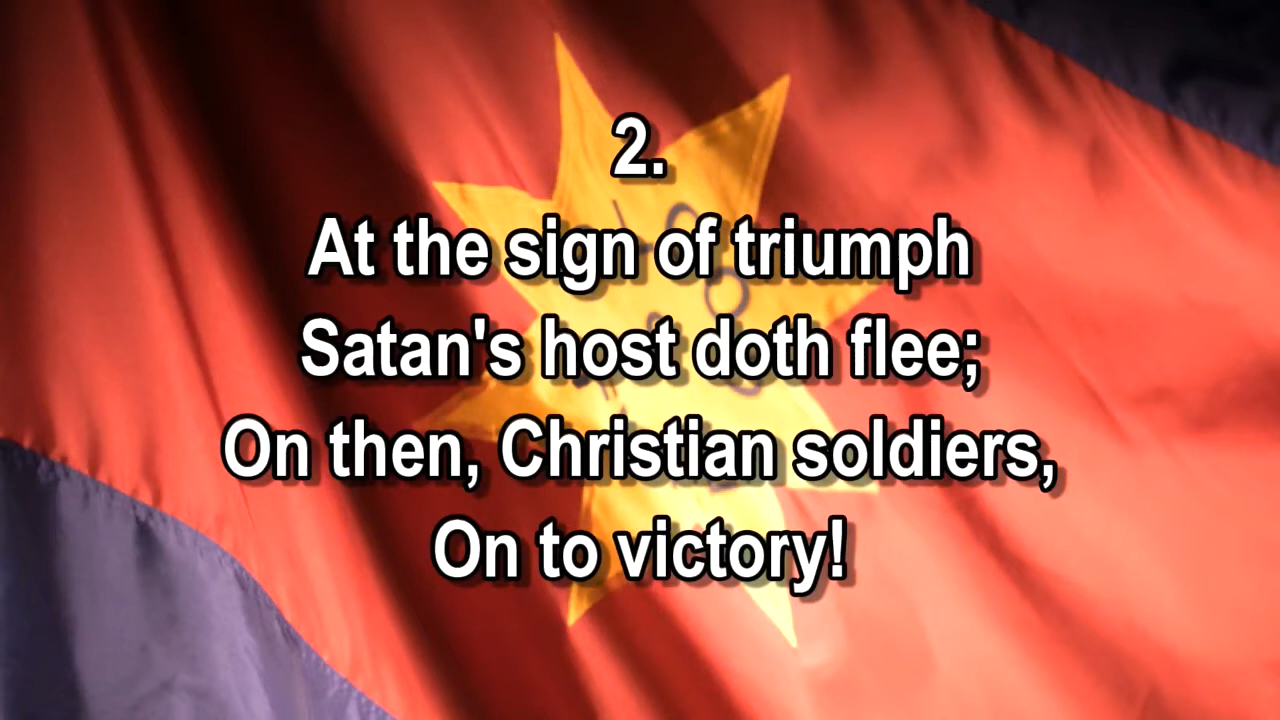 2.
At the sign of triumph
Satan's host doth flee;
On then, Christian soldiers,
On to victory!